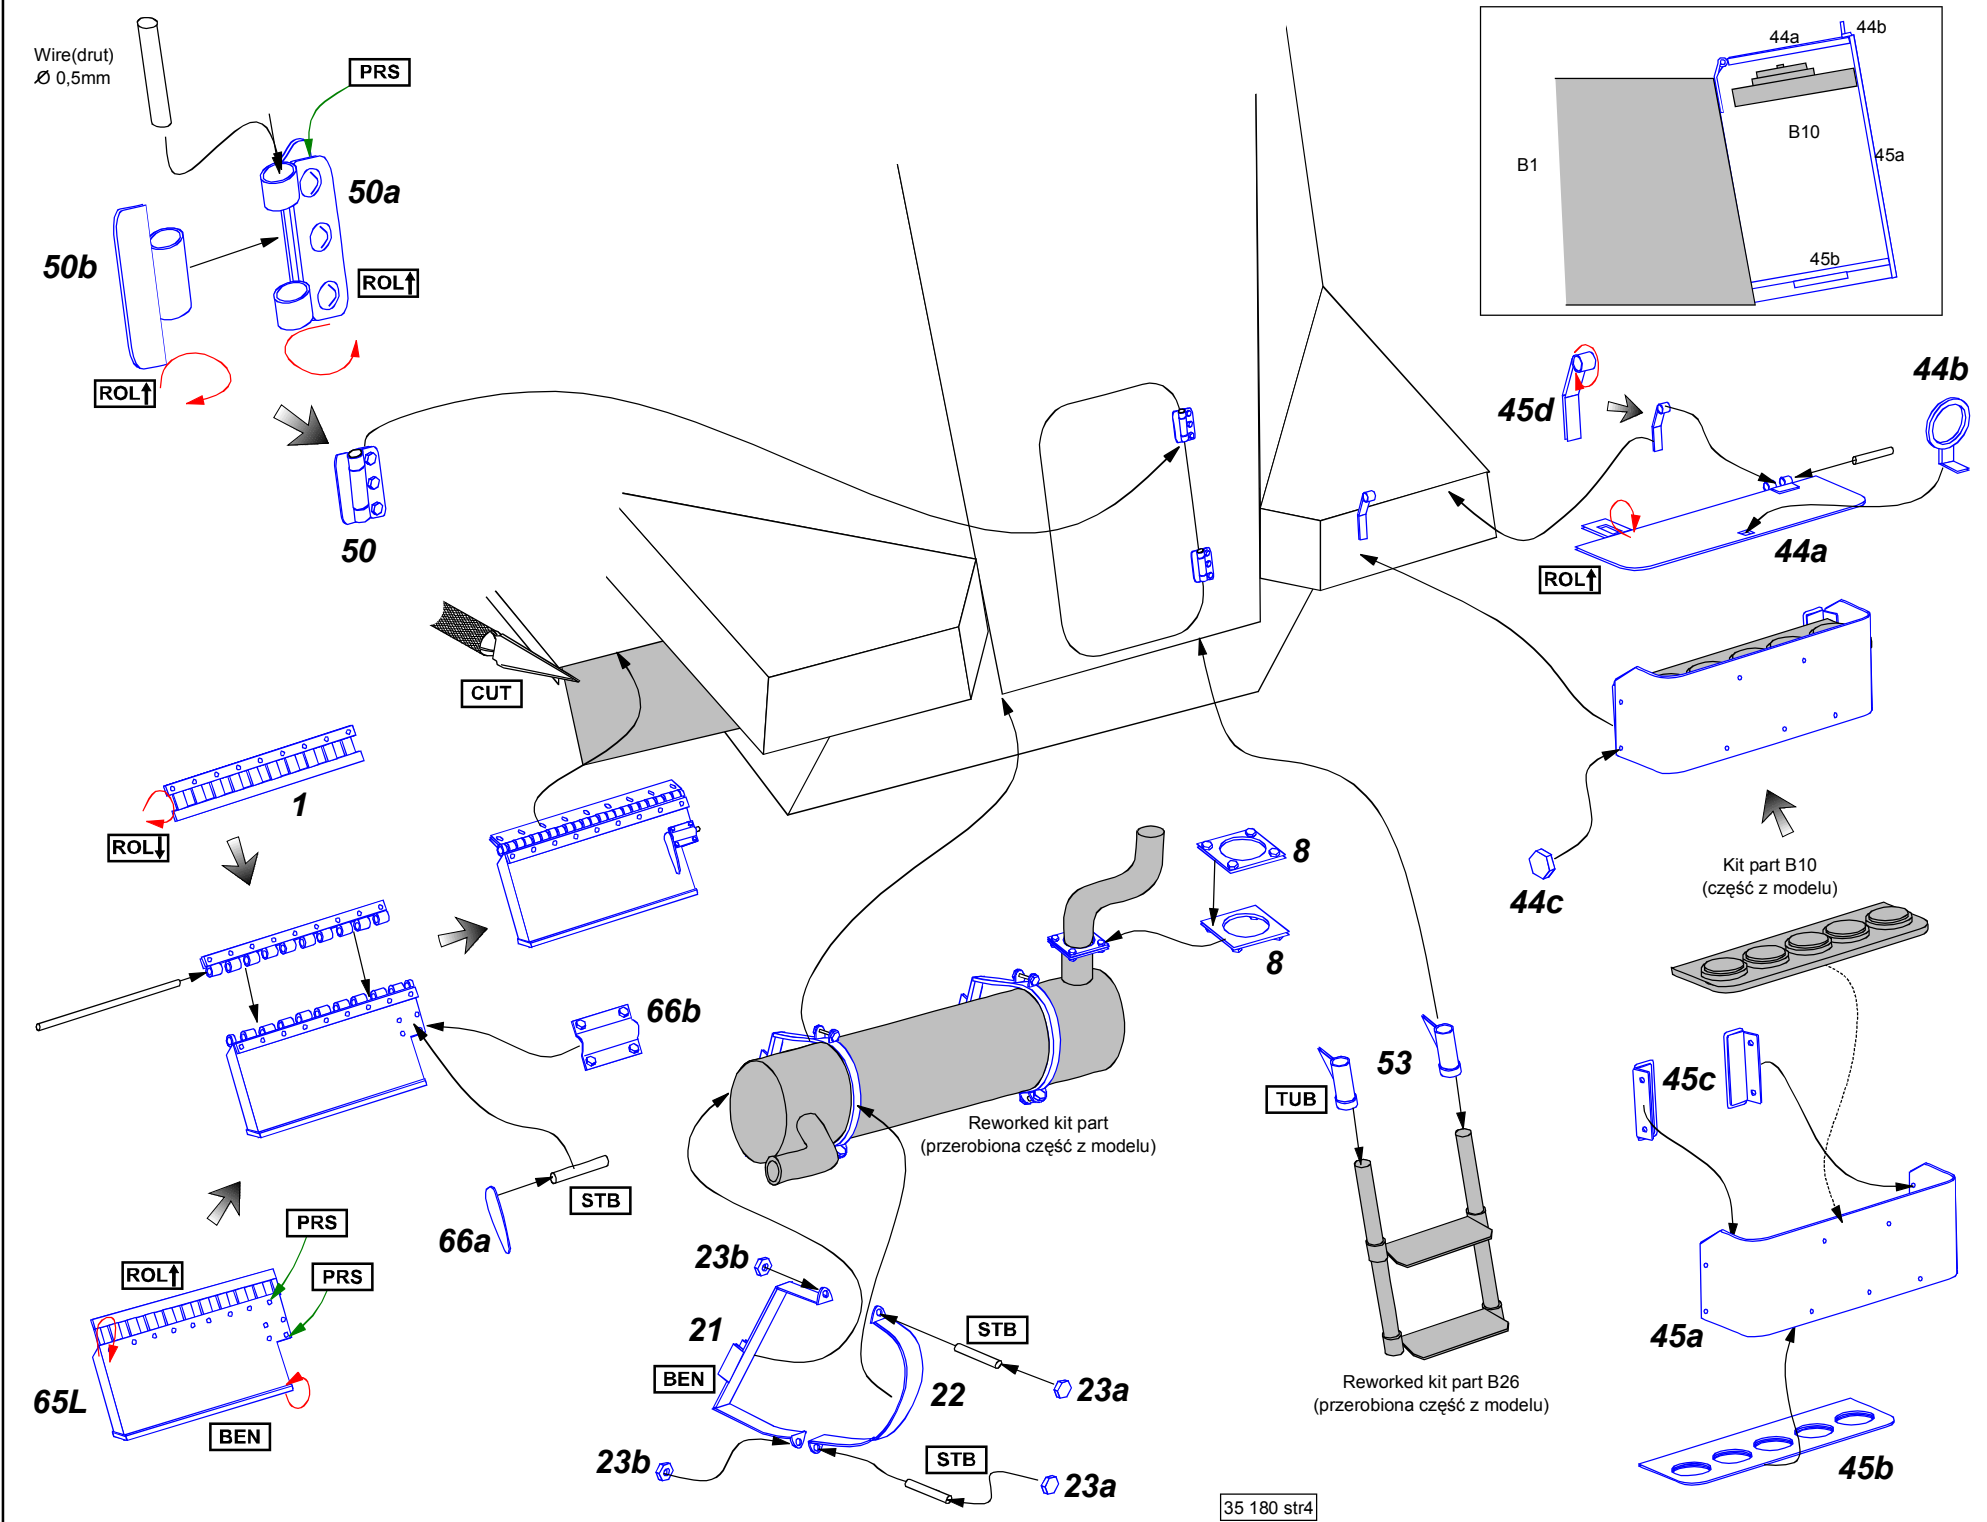 Wire(drut)
Ø 0,5mm
PRS
50a
50b
ROL↑
ROL↑
50
44a
44b
B10
B1
45a
45b
45d
44b
44a
ROL↑
CUT
1
ROL↓
8
8
44c
Kit part B10
(część z modelu)
66b
53
TUB
45c
Reworked kit part
(przerobiona część z modelu)
STB
66a
PRS
ROL↑
PRS
65L
BEN
23b
21
BEN
STB
22
23a
23b
STB
23a
Reworked kit part B26
(przerobiona część z modelu)
45a
45b
35 180 str4